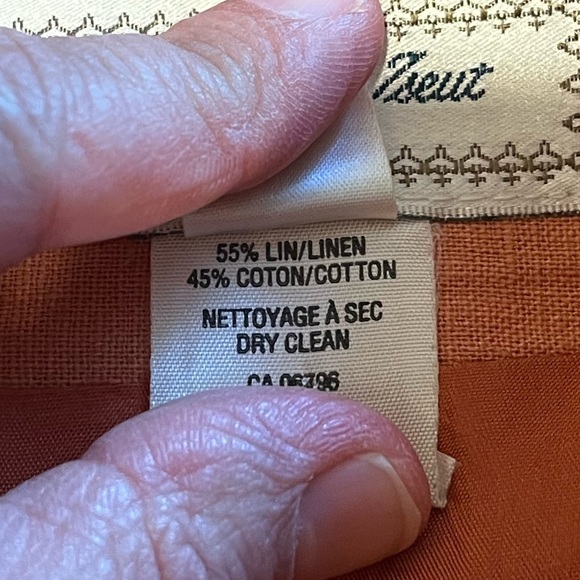 55% LIN/LINEN
45% COTON/COTTON
NETTOYAGE À SEC
DRY CLEAN
CA 06796